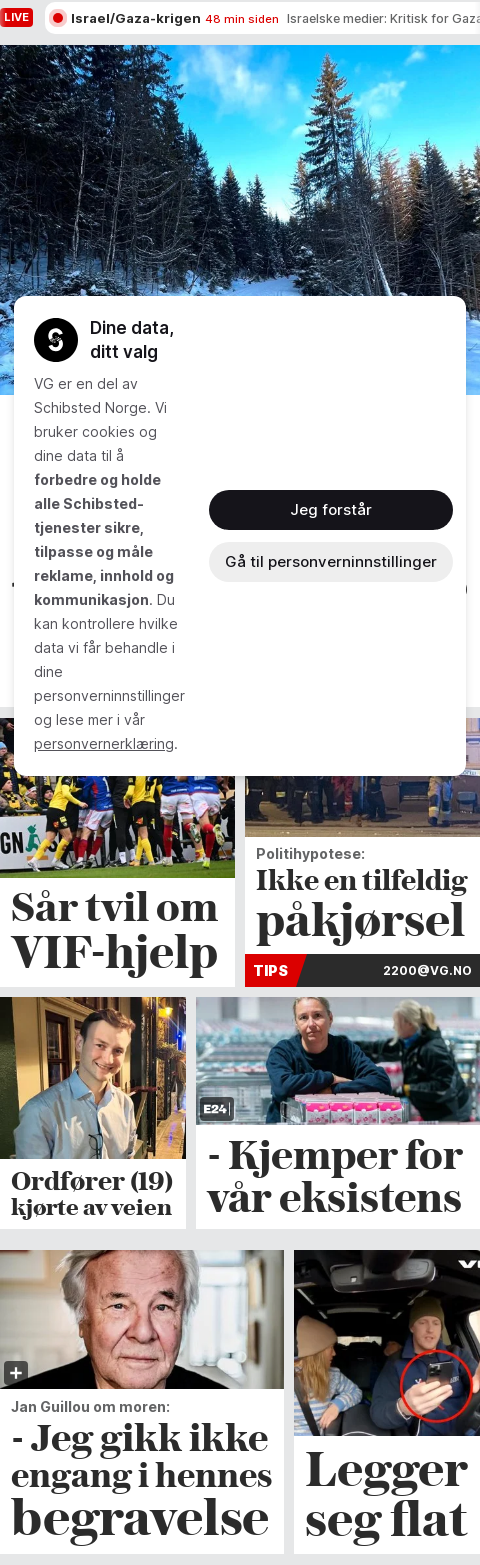 LIVE
Israel/Gaza-krigen 48 min siden Israelske medier: Kritisk for
Dine data,
ditt valg
VG er en del av
Schibsted Norge. Vi
bruker cookies og
dine data til å
forbedre og holde
alle Schibsted-
tjenester sikre,
tilpasse og måle
reklame, innhold og
kommunikasjon. Du
kan kontrollere hvilke
data vi får behandle i
dine
personverninnstillinger
og lese mer i vår
personvernerklæring.
Jeg forstår
Gå til personverninnstillinger
GN
Sår tvil om
VIF-hjelp
Politihypotese:
Ikke en tilfeldig
påkjørsel
TIPS
2200@VG.NO
Ordfører (19)
kjørte av veien
E24
- Kjemper for
vår eksistens
Jan Guillou om moren:
- Jeg gikk ikke
engang i hennes
begravelse
Legger
seg flat